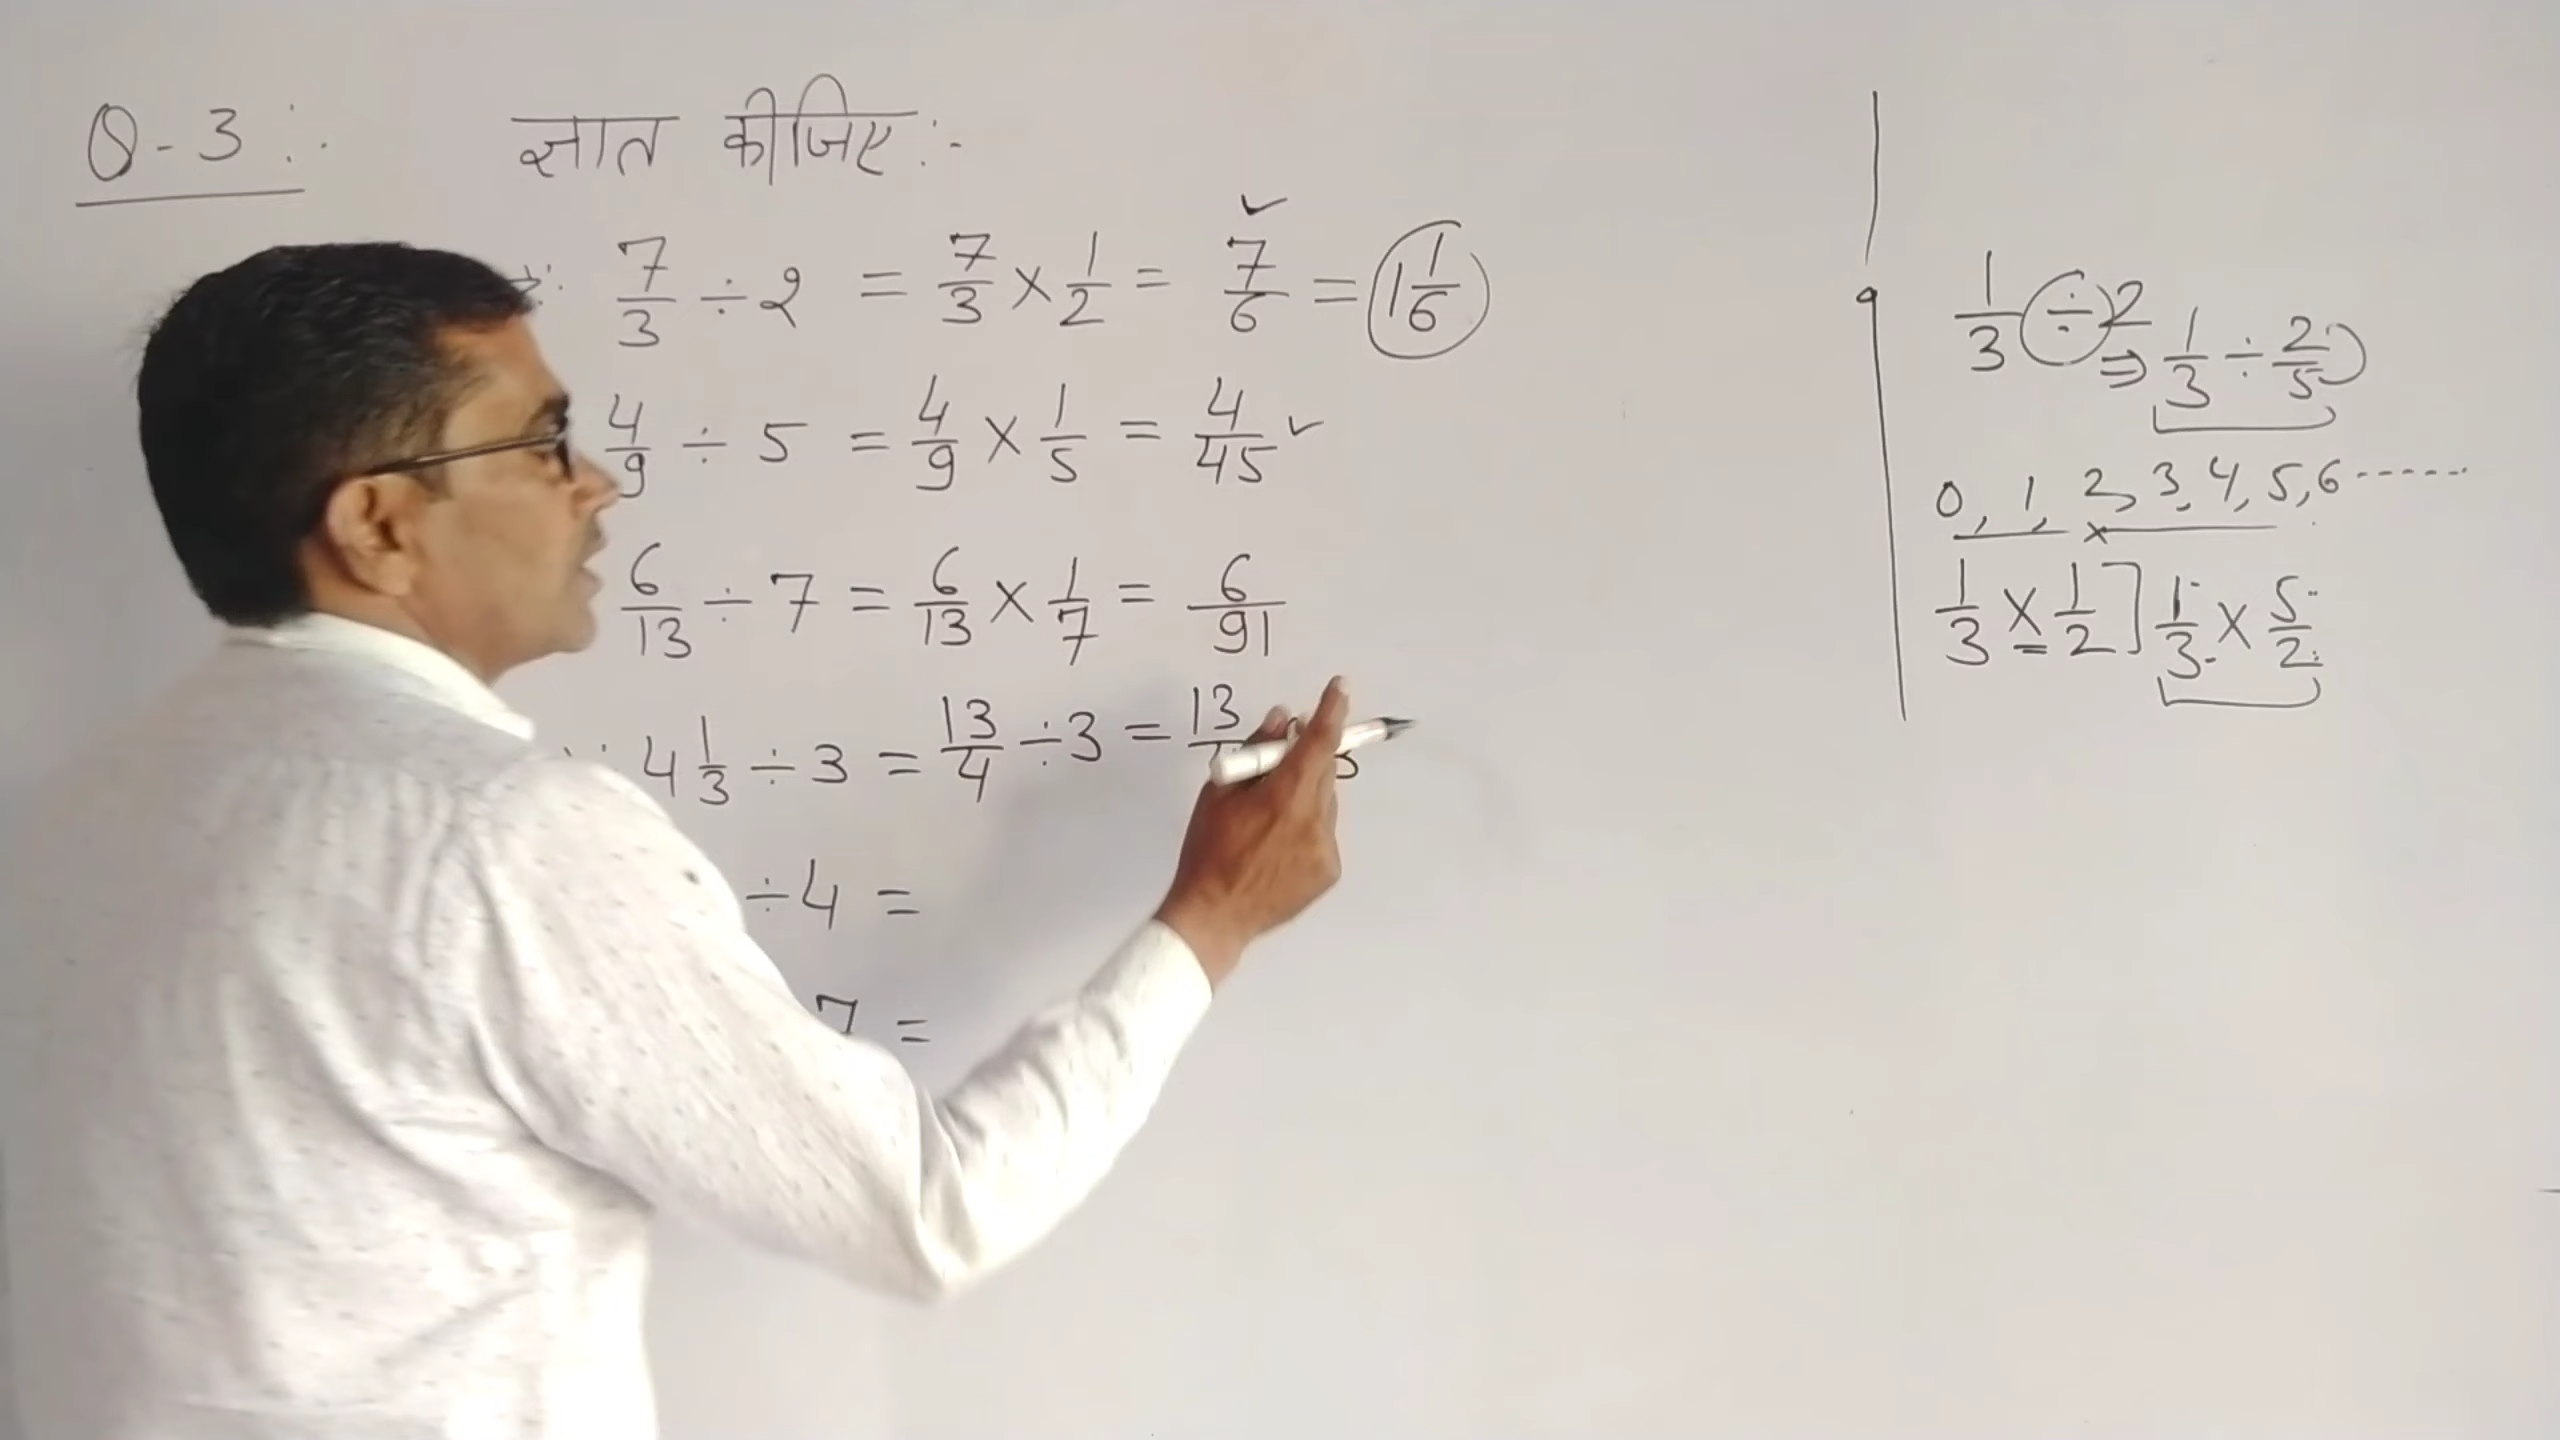 Q-3 :- ज्ञात कीजिए :-
7/3 ÷ 2 = 7/3 × 1/2 = 7/6 = 1 1/6
4/9 ÷ 5 = 4/9 × 1/5 = 4/45
6/13 ÷ 7 = 6/13 × 1/7 = 6/91
4 1/3 ÷ 3 = 13/4 ÷ 3 = 13
÷ 4 =
7 =
1/3 ÷ 2
⇒ 1/3 ÷ 2/5
0, 1, 2, 3, 4, 5, 6 ------
1/3 × 1/2 ] 1/3 × 5/2